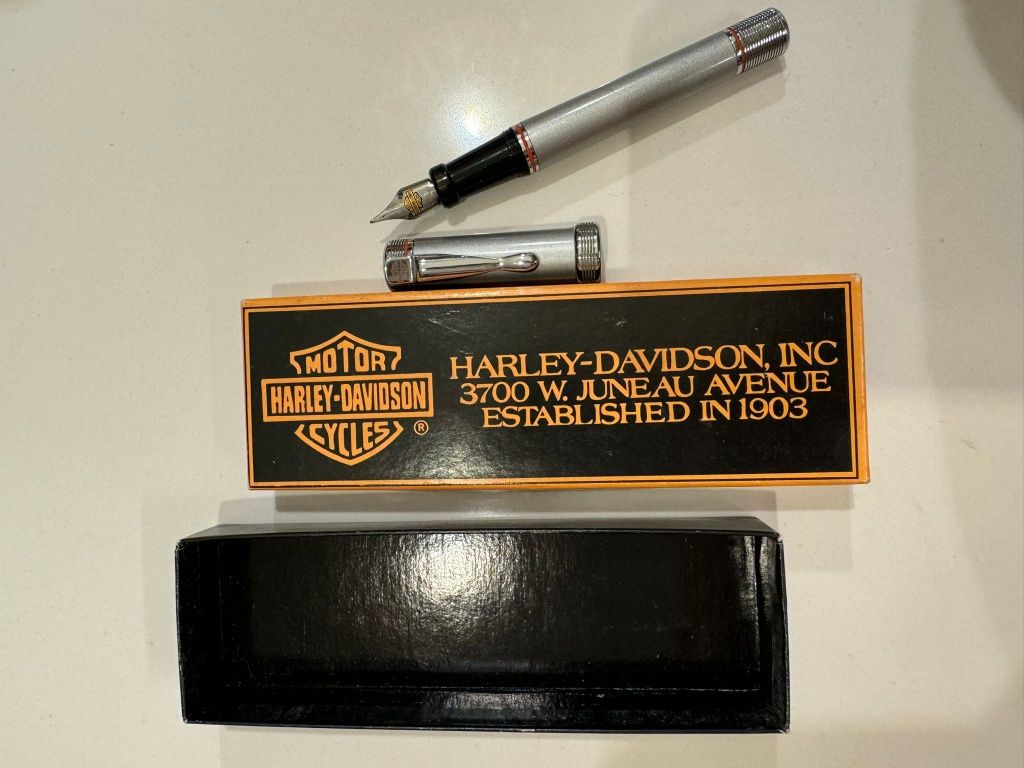 MOTOR
HARLEY-DAVIDSON
CYCLES
®
HARLEY-DAVIDSON, INC
3700 W. JUNEAU AVENUE
ESTABLISHED IN 1903